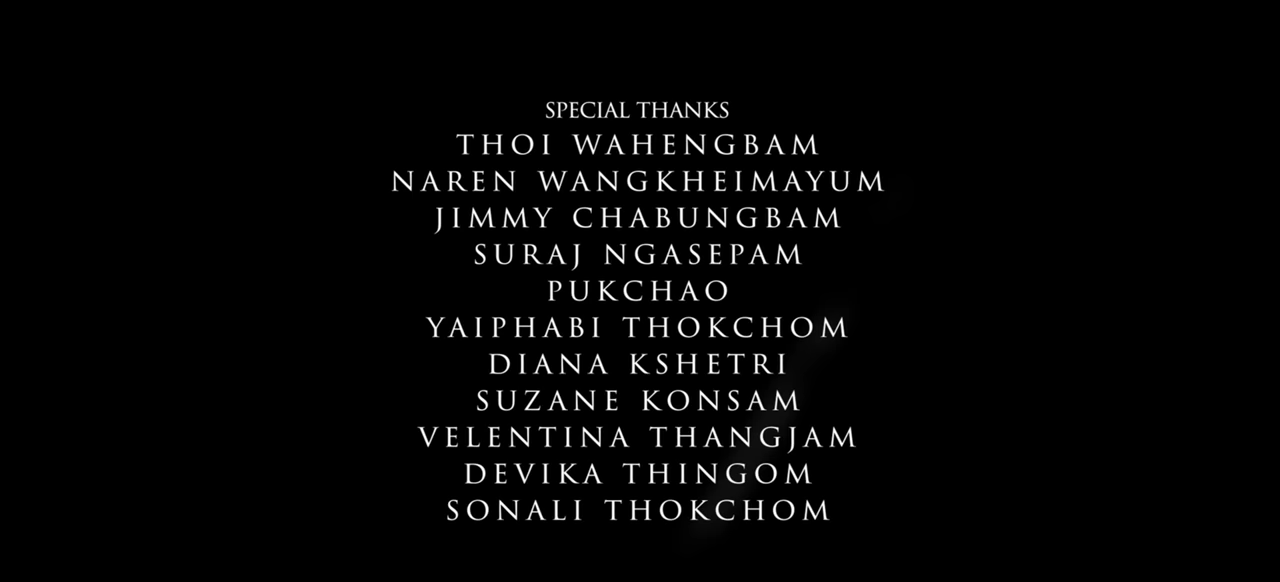 SPECIAL THANKS
THOI WAHENGBAM
NAREN WANGKHEIMAYUM
JIMMY CHABUNGBAM
SURAJ NGASEPAM
PUKCHAO
YAIPHABI THOKCHOM
DIANA KSHETRI
SUZANE KONSAM
VELENTINA THANGJAM
DEVIKA THINGOM
SONALI THOKCHOM